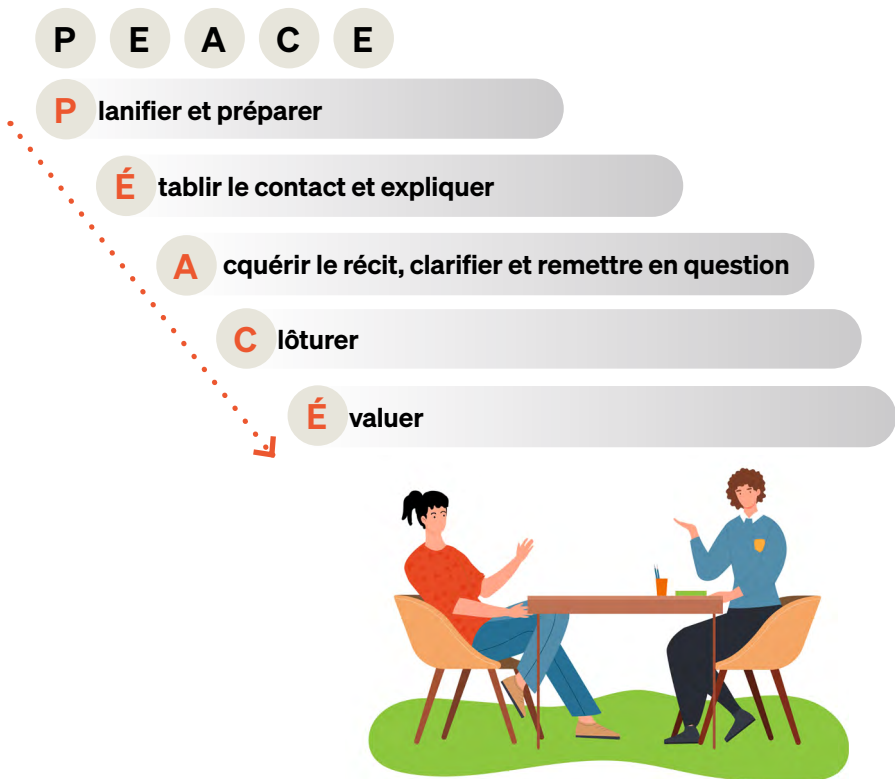 P E A C E
Planifier et préparer
Établir le contact et expliquer
Acquérir le récit, clarifier et remettre en question
Clôturer
Évaluer